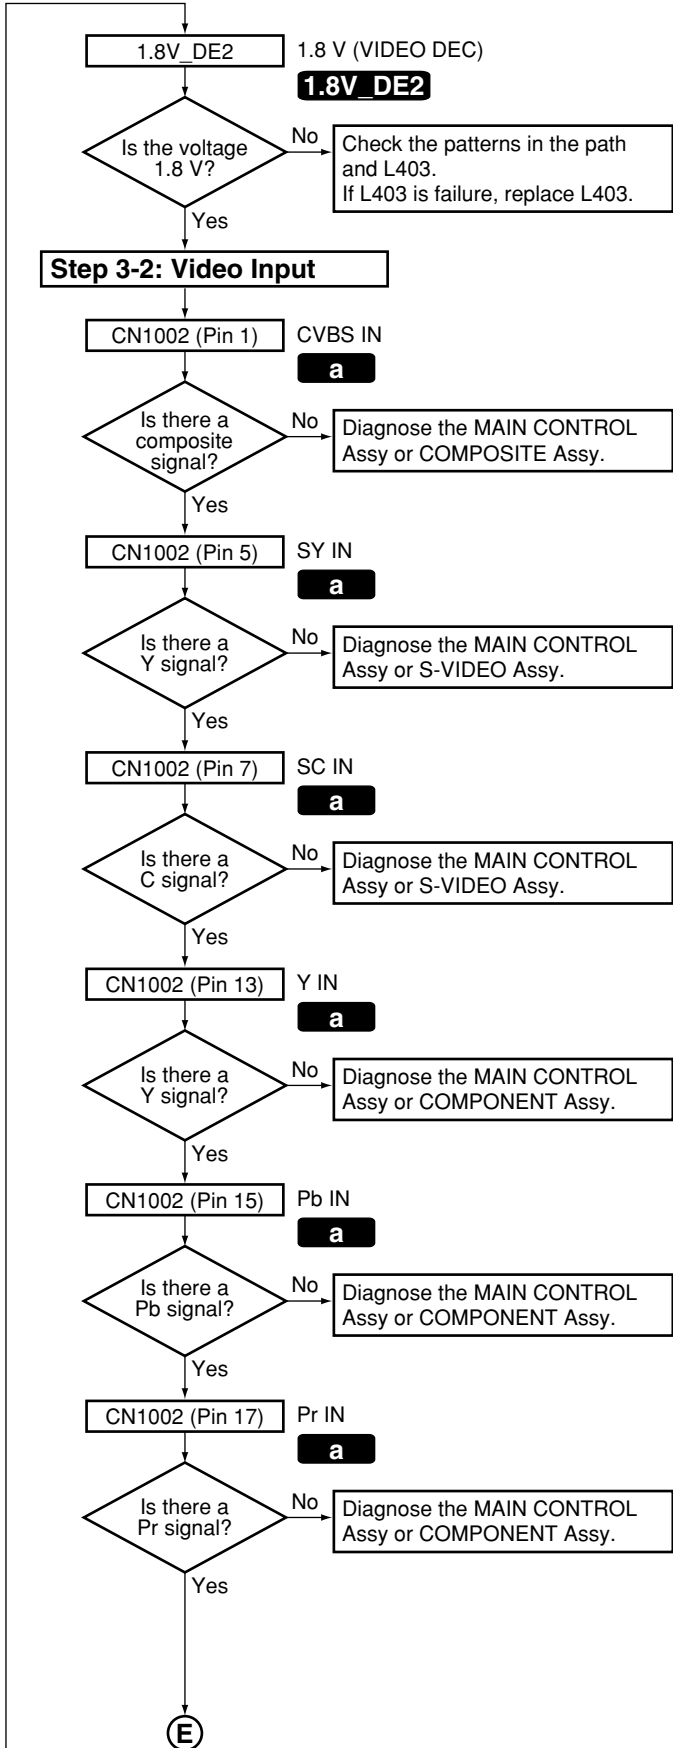 1.8V_DE2
1.8 V (VIDEO DEC)
1.8V_DE2
Is the voltage
1.8 V?
No
Check the patterns in the path
and L403.
If L403 is failure, replace L403.
Yes
Step 3-2: Video Input
CN1002 (Pin 1)
CVBS IN
a
Is there a
composite
signal?
No
Diagnose the MAIN CONTROL
Assy or COMPOSITE Assy.
Yes
CN1002 (Pin 5)
SY IN
a
Is there a
Y signal?
No
Diagnose the MAIN CONTROL
Assy or S-VIDEO Assy.
Yes
CN1002 (Pin 7)
SC IN
a
Is there a
C signal?
No
Diagnose the MAIN CONTROL
Assy or S-VIDEO Assy.
Yes
CN1002 (Pin 13)
Y IN
a
Is there a
Y signal?
No
Diagnose the MAIN CONTROL
Assy or COMPONENT Assy.
Yes
CN1002 (Pin 15)
Pb IN
a
Is there a
Pb signal?
No
Diagnose the MAIN CONTROL
Assy or COMPONENT Assy.
Yes
CN1002 (Pin 17)
Pr IN
a
Is there a
Pr signal?
No
Diagnose the MAIN CONTROL
Assy or COMPONENT Assy.
Yes
E